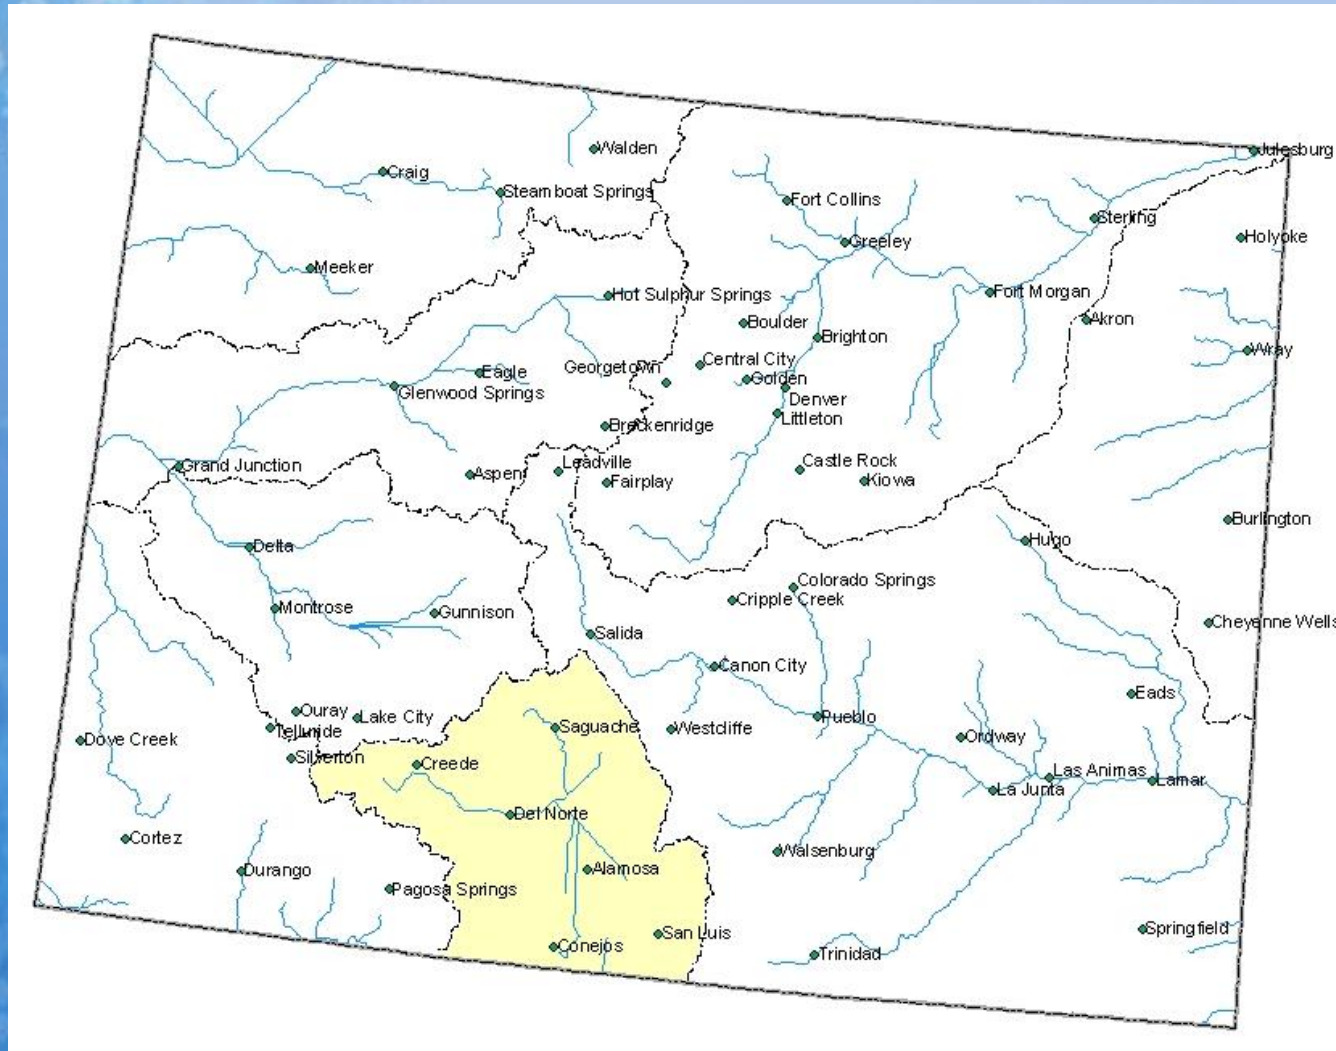 Walden
Julesburg
Craig
Steamboat Springs
Fort Collins
Sterling
Holyoke
Greeley
Meeker
Hot Sulphur Springs
Fort Morgan
Boulder
Akron
Brighton
Wray
Georgetown
Central City
Eagle
Golden
Glenwood Springs
Denver
Littleton
Breckenridge
Grand Junction
Leadville
Castle Rock
Aspen
Fairplay
Kiowa
Burlington
Delta
Hugo
Colorado Springs
Cripple Creek
Montrose
Gunnison
Cheyenne Wells
Salida
Canon City
Eads
Ouray
Lake City
Pueblo
Telluride
Saguache
Westcliffe
Dove Creek
Ordway
Silverton
Creede
Las Animas
Lamar
La Junta
Del Norte
Cortez
Walsenburg
Durango
Alamosa
Pagosa Springs
San Luis
Springfield
Conejos
Trinidad